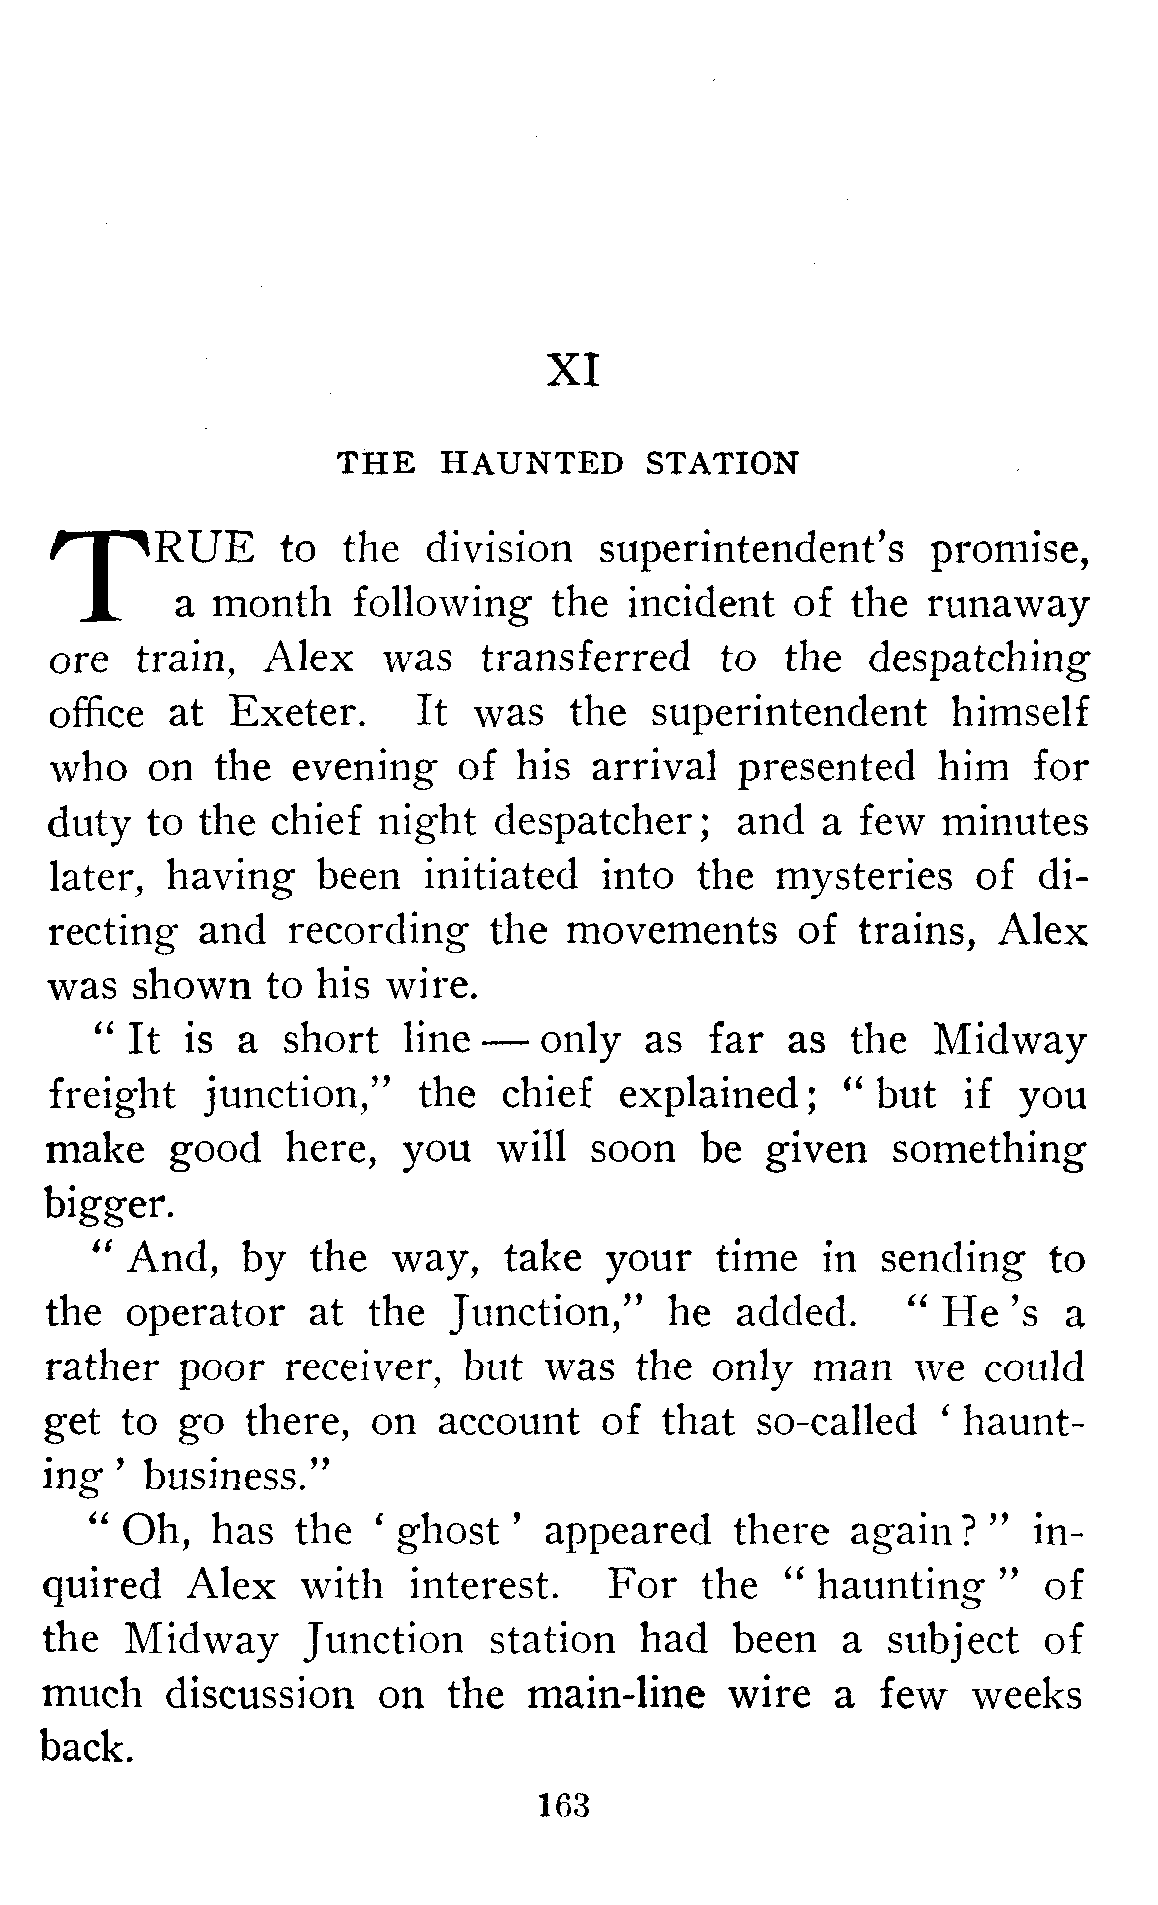 XI
THE HAUNTED STATION
TRUE to the division superintendent's promise,
a month following the incident of the runaway
ore train, Alex was transferred to the despatching
office at Exeter. It was the superintendent himself
who on the evening of his arrival presented him for
duty to the chief night despatcher; and a few minutes
later, having been initiated into the mysteries of di-
recting and recording the movements of trains, Alex
was shown to his wire.
" It is a short line — only as far as the Midway
freight junction," the chief explained; " but if you
make good here, you will soon be given something
bigger.
" And, by the way, take your time in sending to
the operator at the Junction," he added. " He 's a
rather poor receiver, but was the only man we could
get to go there, on account of that so-called ' haunt-
ing ' business."
" Oh, has the ' ghost ' appeared there again? " in-
quired Alex with interest. For the " haunting " of
the Midway Junction station had been a subject of
much discussion on the main-line wire a few weeks
back.
163